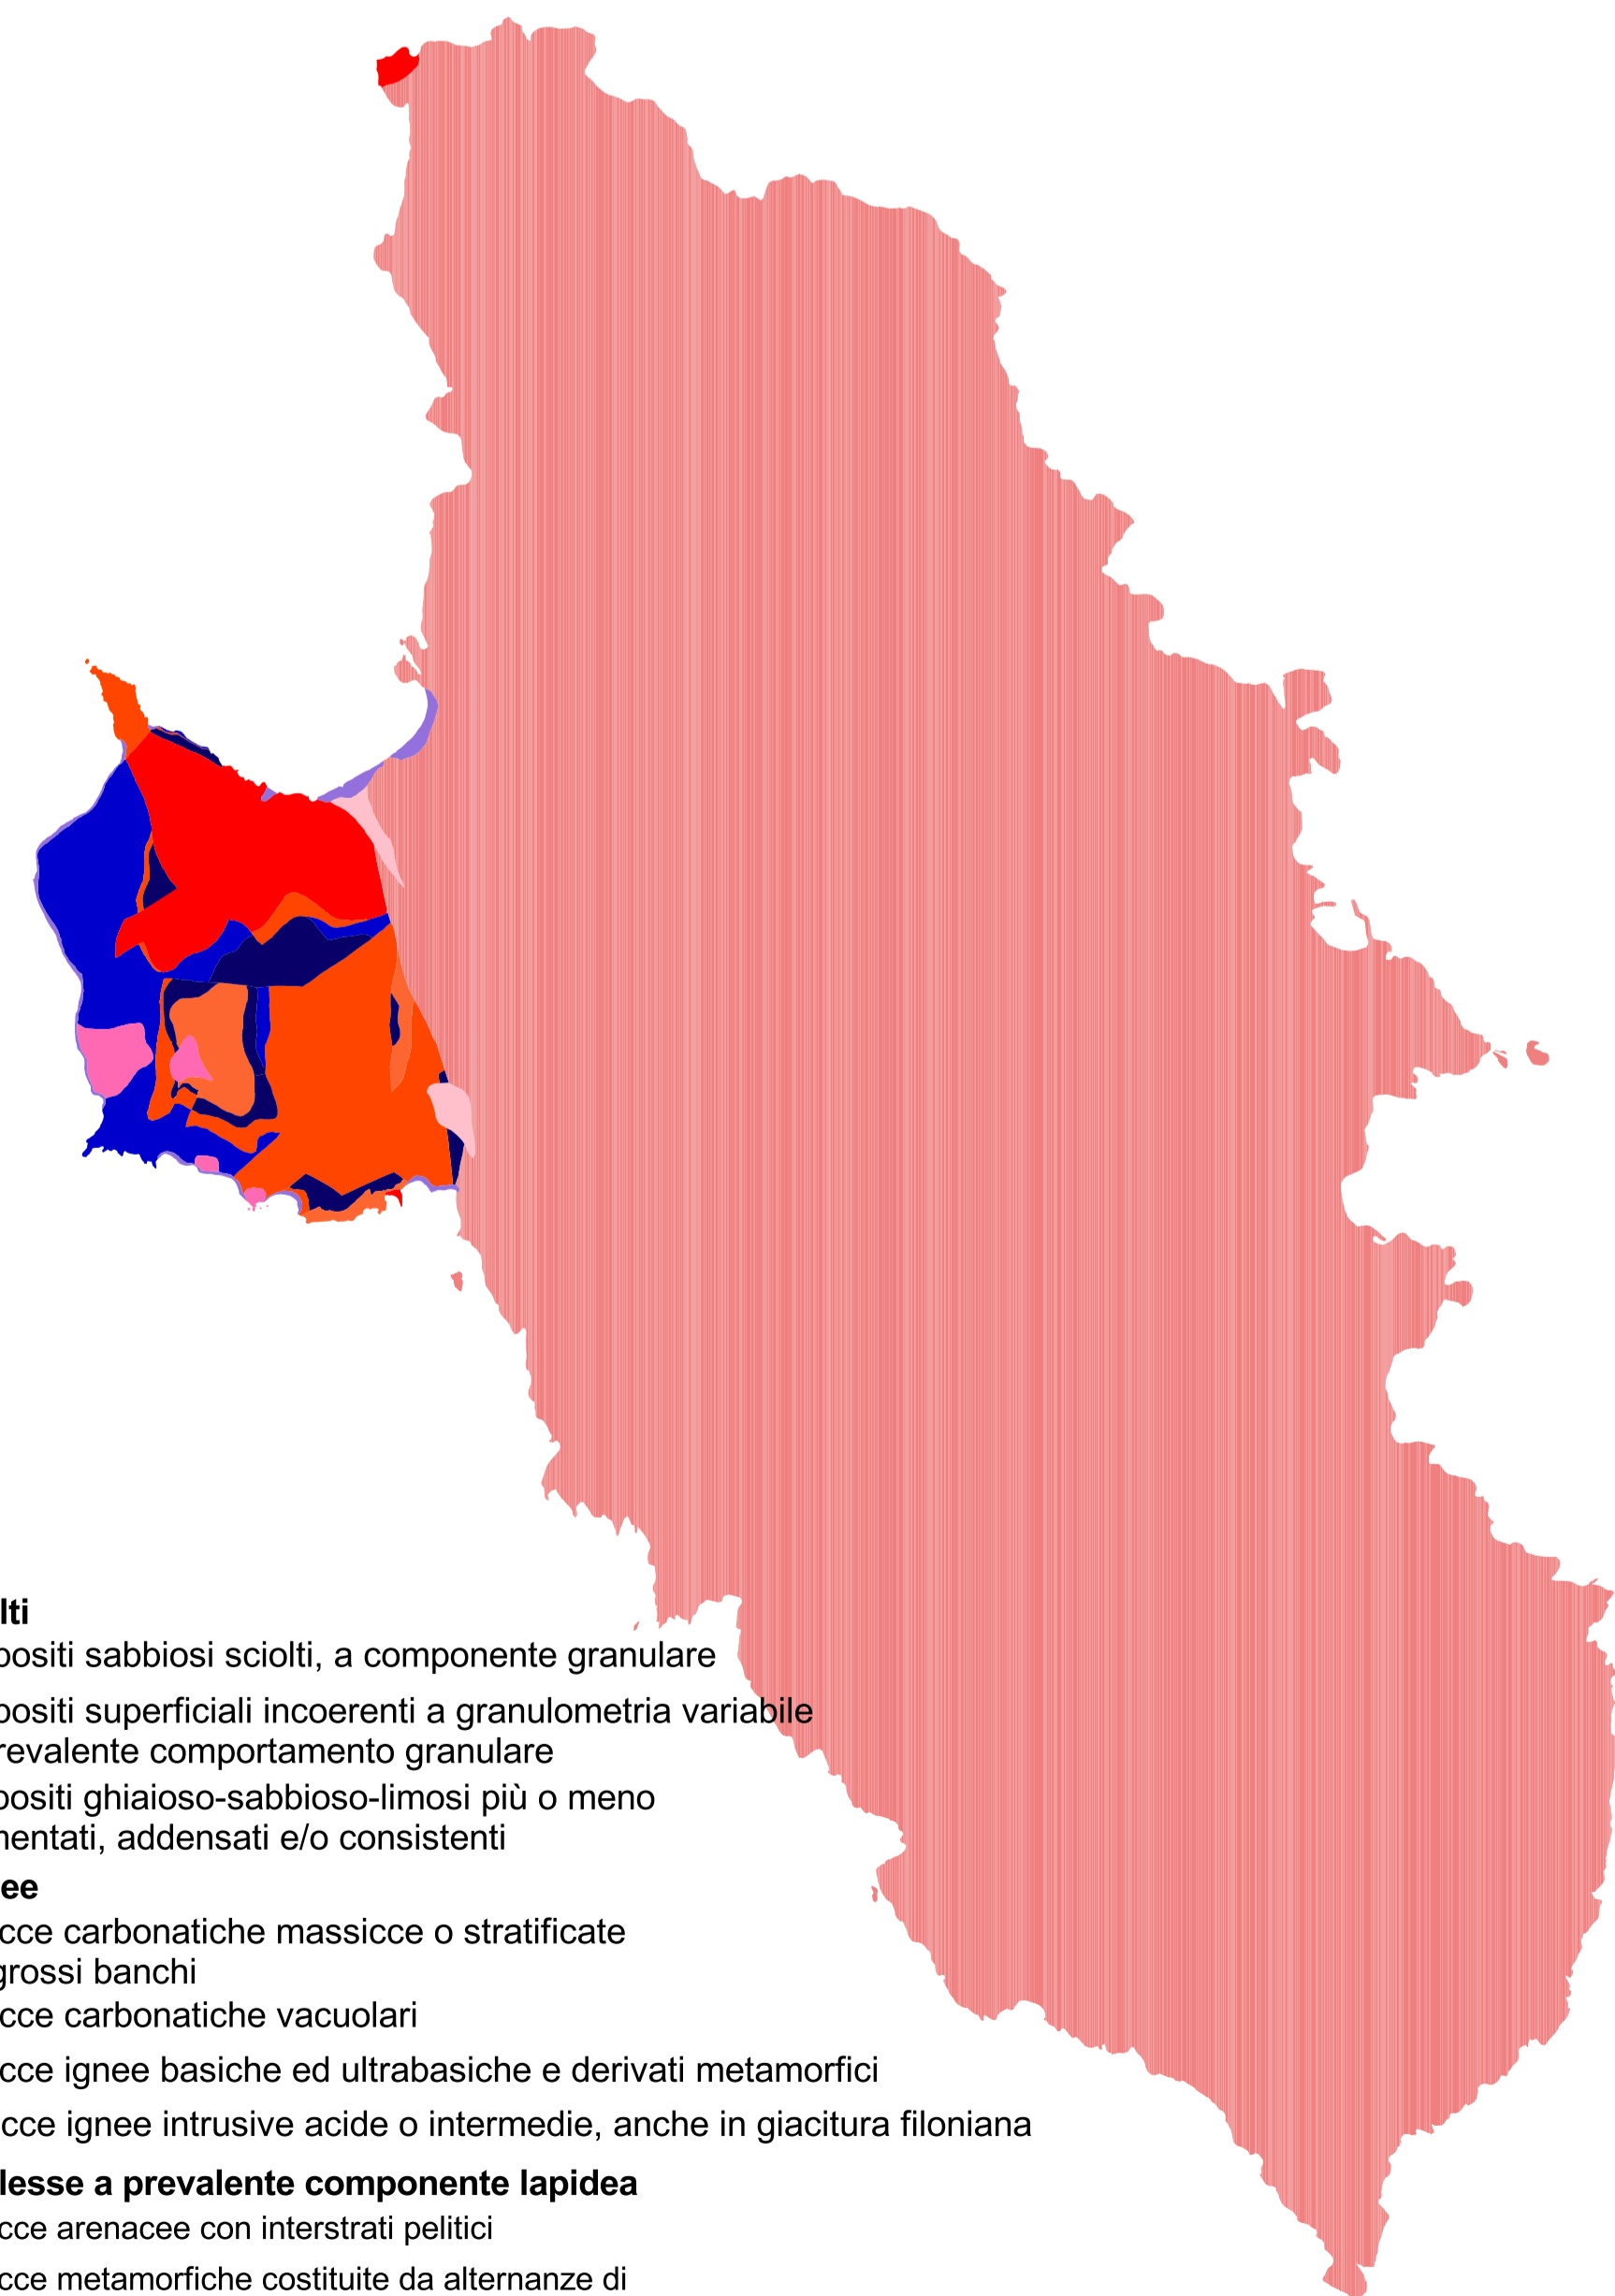 lti
positi sabbiosi sciolti, a componente granulare
positi superficiali incoerenti a granulometria variabile
revalente comportamento granulare
positi ghiaioso-sabbioso-limosi più o meno
mentati, addensati e/o consistenti
ee
cce carbonatiche massicce o stratificate
grossi banchi
cce carbonatiche vacuolari
cce ignee basiche ed ultrabasiche e derivati metamorfici
cce ignee intrusive acide o intermedie, anche in giacitura filoniana
lesse a prevalente componente lapidea
cce arenacee con interstrati pelitici
cce metamorfiche costituite da alternanze di